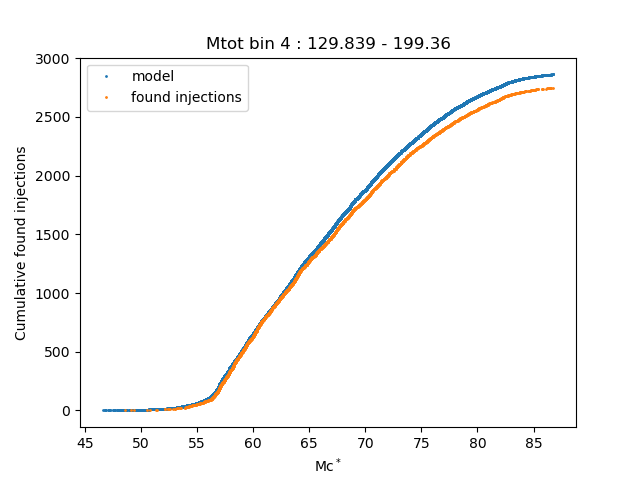 Mtot bin 4 : 129.839 - 199.36
model
found injections
3000
2500
2000
1500
1000
500
0
Cumulative found injections
45 50 55 60 65 70 75 80 85
Mc*